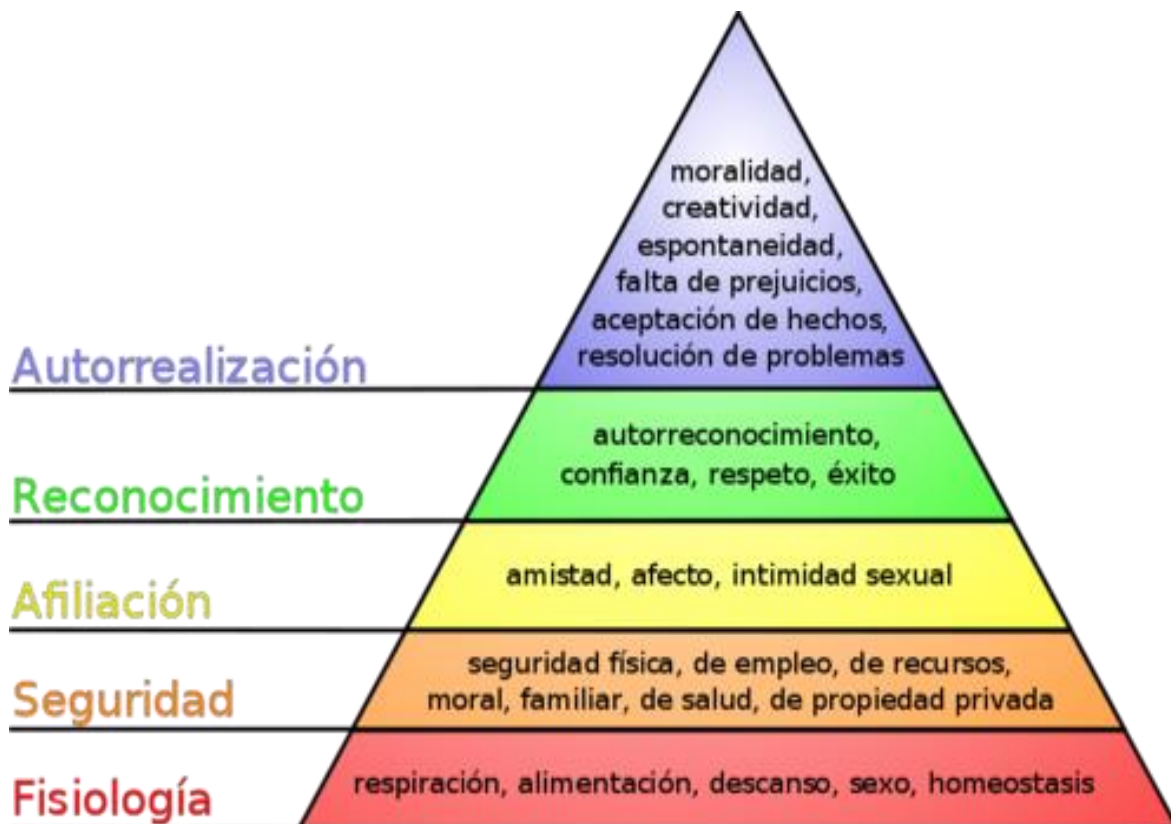 moralidad,
creatividad,
espontaneidad,
falta de prejuicios,
aceptación de hechos,
resolución de problemas
Autorrealización
autorreconocimiento,
confianza, respeto, éxito
Reconocimiento
amistad, afecto, intimidad sexual
Afiliación
seguridad física, de empleo, de recursos,
moral, familiar, de salud, de propiedad privada
Seguridad
respiración, alimentación, descanso, sexo, homeostasis
Fisiología